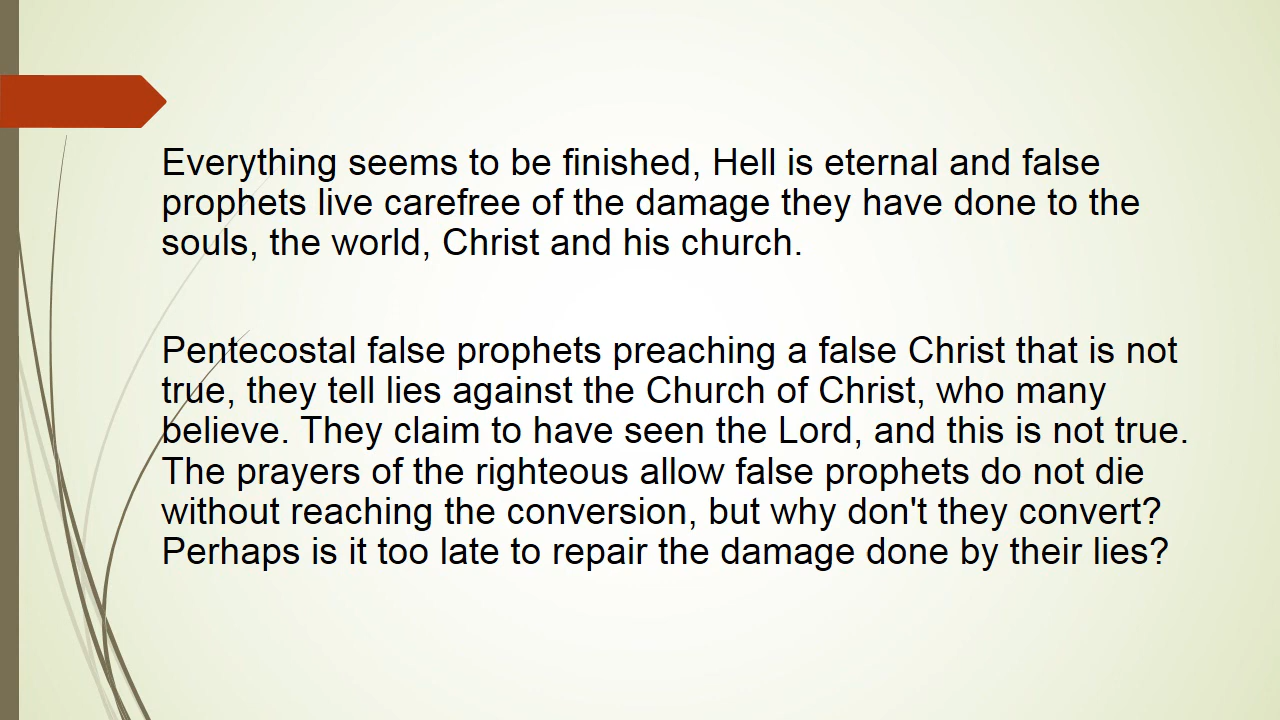 Everything seems to be finished, Hell is eternal and false
prophets live carefree of the damage they have done to the
souls, the world, Christ and his church.
Pentecostal false prophets preaching a false Christ that is not
true, they tell lies against the Church of Christ, who many
believe. They claim to have seen the Lord, and this is not true.
The prayers of the righteous allow false prophets do not die
without reaching the conversion, but why don't they convert?
Perhaps is it too late to repair the damage done by their lies?